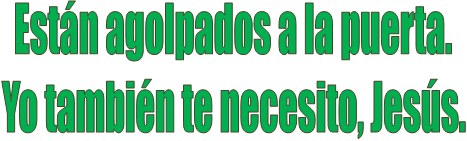 Están agolpados a la puerta.
Yo también te necesito, Jesús.